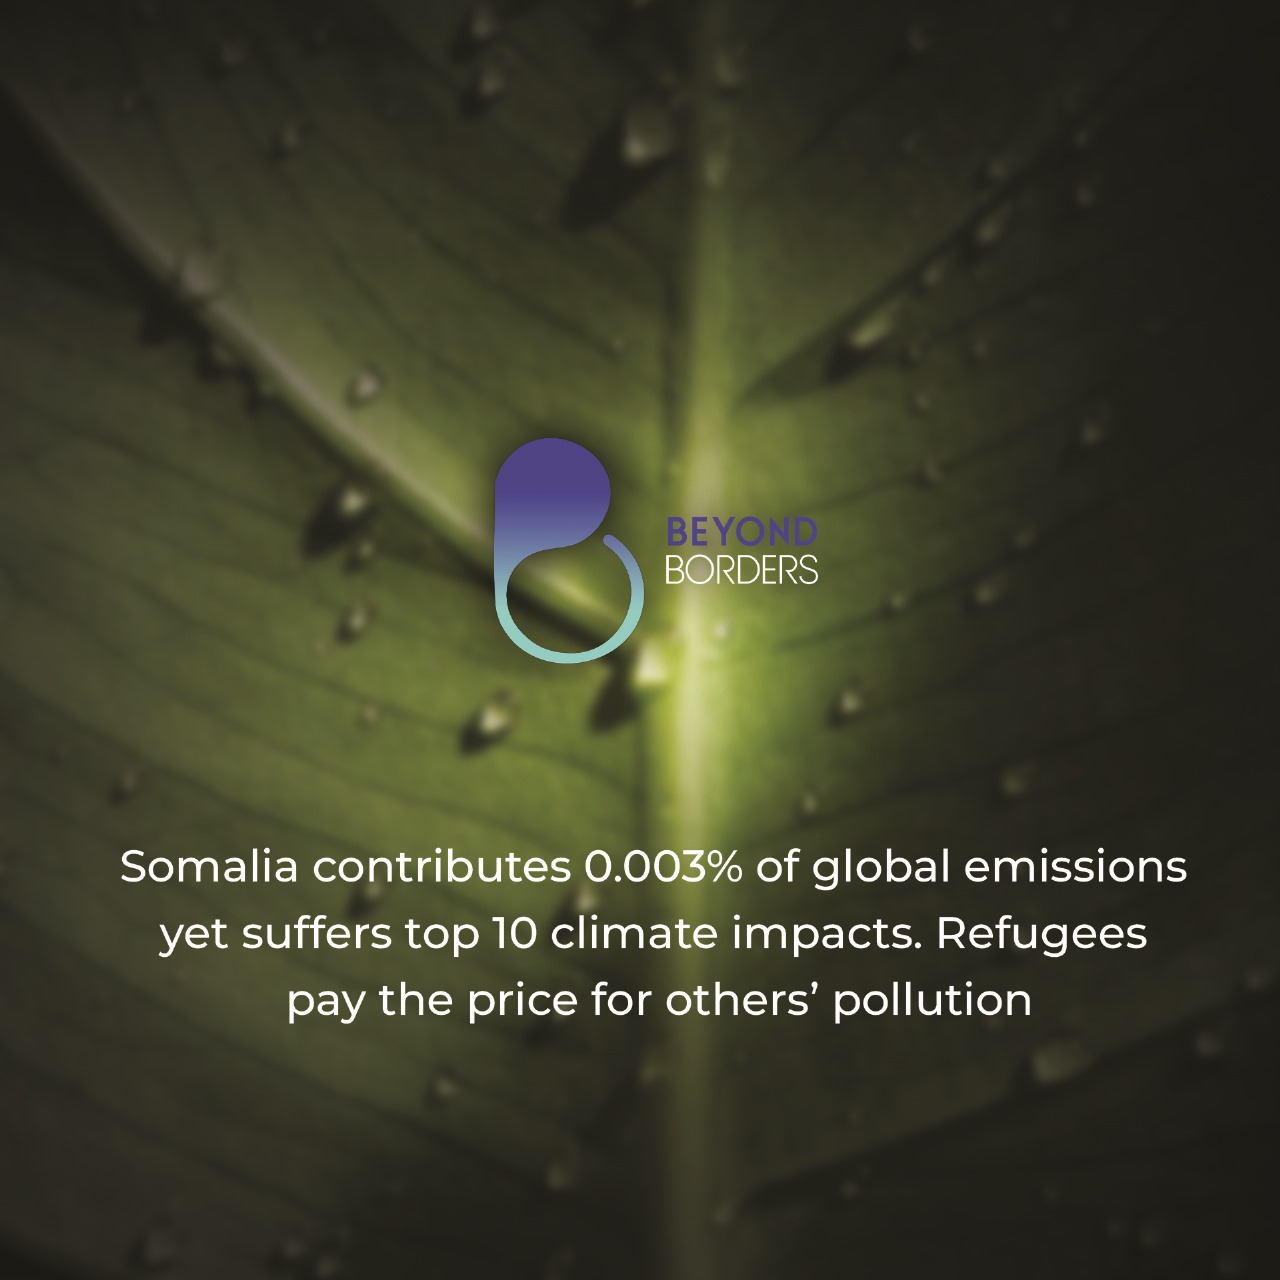 BEYOND
BORDERS
Somalia contributes 0.003% of global emissions
yet suffers top 10 climate impacts. Refugees
pay the price for others’ pollution